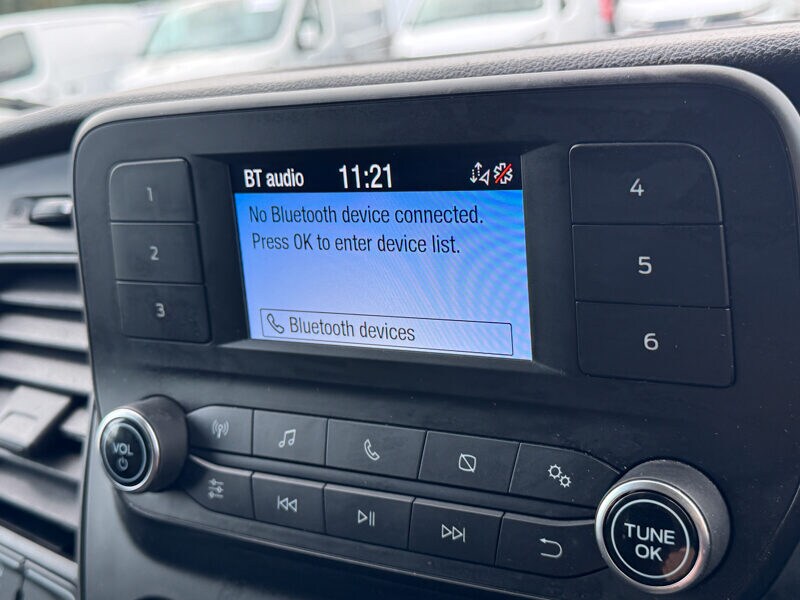 BT audio 11:21
No Bluetooth device connected.
Press OK to enter device list.
Bluetooth devices
1
2
3
4
5
6
VOL
TUNE
OK